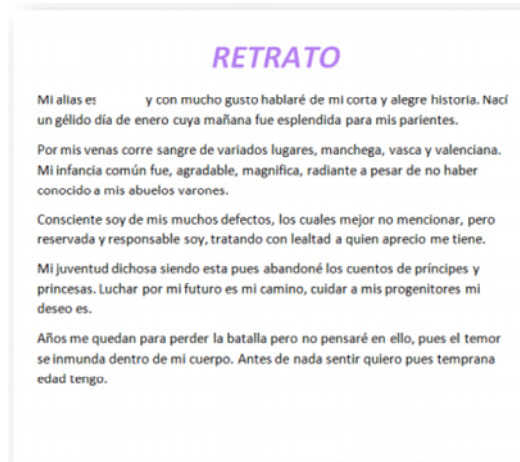 RETRATO
Mi alias es y con mucho gusto hablaré de mi corta y alegre historia. Nací
un gélido día de enero cuya mañana fue esplendida para mis parientes.
Por mis venas corre sangre de variados lugares, manchega, vasca y valenciana.
Mi infancia común fue, agradable, magnifica, radiante a pesar de no haber
conocido a mis abuelos varones.
Consciente soy de mis muchos defectos, los cuales mejor no mencionar, pero
reservada y responsable soy, tratando con lealtad a quien aprecio me tiene.
Mi juventud dichosa siendo esta pues abandoné los cuentos de príncipes y
princesas. Luchar por mi futuro es mi camino, cuidar a mis progenitores mi
deseo es.
Años me quedan para perder la batalla pero no pensaré en ello, pues el temor
se inmunda dentro de mi cuerpo. Antes de nada sentir quiero pues temprana
edad tengo.